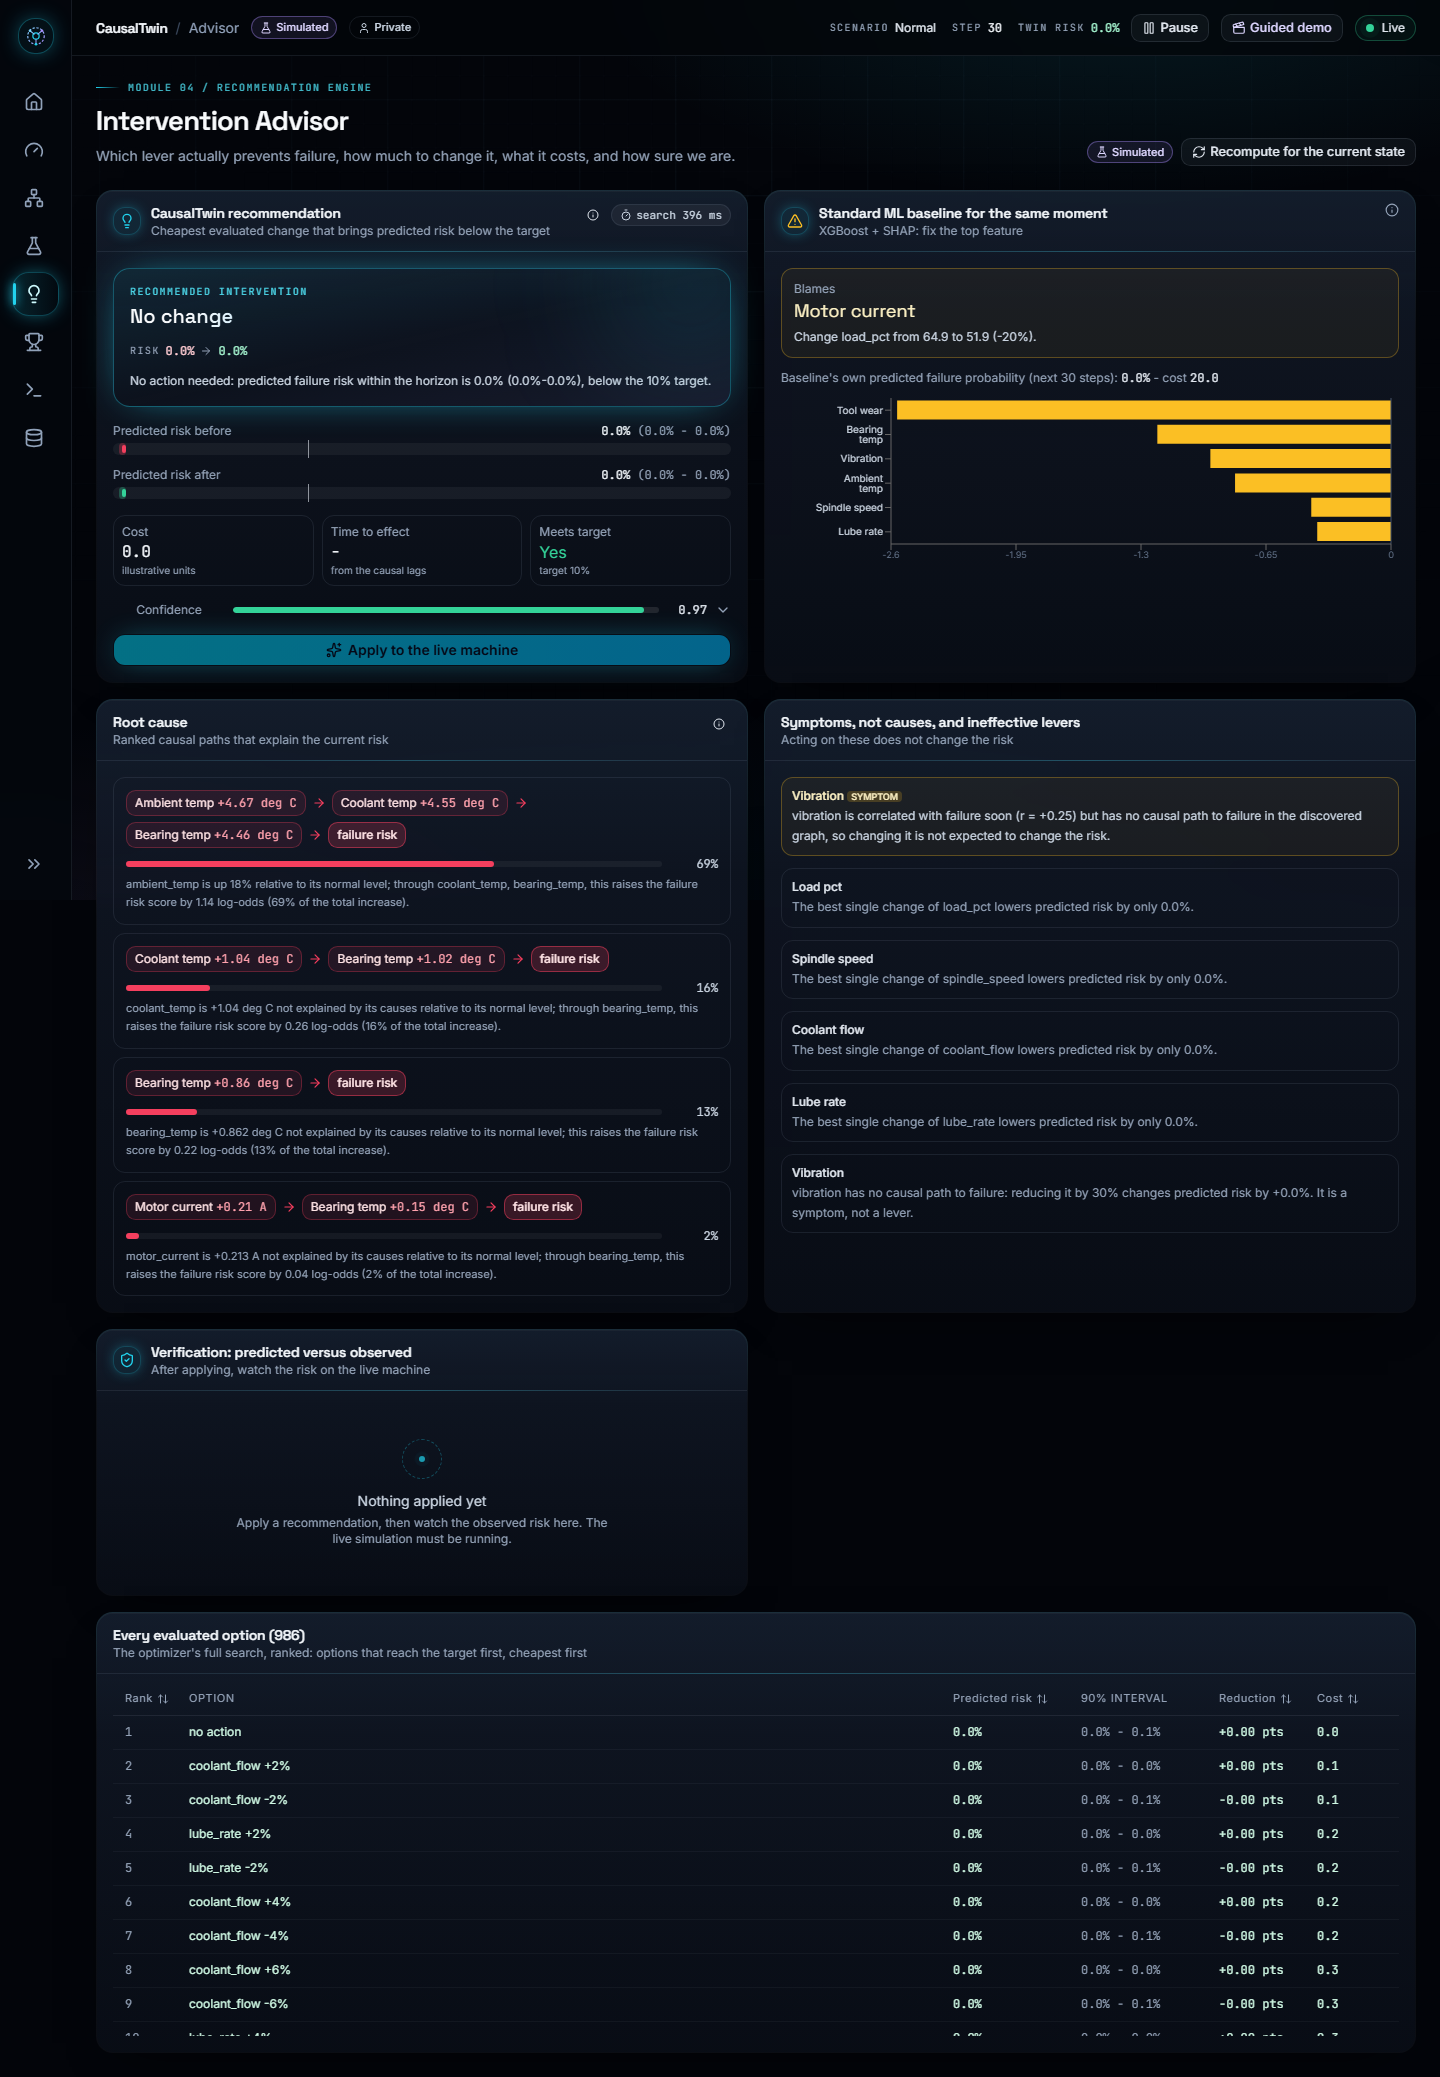 CausalTwin / Advisor Simulated Private SCENARIO Normal STEP 30 TWIN RISK 0.0% Pause Guided demo Live
MODULE 04 / RECOMMENDATION ENGINE
Intervention Advisor
Which lever actually prevents failure, how much to change it, what it costs, and how sure we are.
Simulated Recompute for the current state
CausalTwin recommendation
Cheapest evaluated change that brings predicted risk below the target
search 396 ms
RECOMMENDED INTERVENTION
No change
RISK 0.0% → 0.0%
No action needed: predicted failure risk within the horizon is 0.0% (0.0%-0.0%), below the 10% target.
Predicted risk before 0.0% (0.0% - 0.0%)
Predicted risk after 0.0% (0.0% - 0.0%)
Cost
0.0
illustrative units
Time to effect
-
from the causal lags
Meets target
Yes
target 10%
Confidence 0.97
Apply to the live machine
Standard ML baseline for the same moment
XGBoost + SHAP: fix the top feature
Blames
Motor current
Change load_pct from 64.9 to 51.9 (-20%).
Baseline's own predicted failure probability (next 30 steps): 0.0% - cost 20.0
Tool wear
Bearing
temp
Vibration
Ambient
temp
Spindle speed
Lube rate
-2.6 -1.95 -1.3 -0.65 0
Root cause
Ranked causal paths that explain the current risk
Ambient temp +4.67 deg C → Coolant temp +4.55 deg C →
Bearing temp +4.46 deg C → failure risk
69%
ambient_temp is up 18% relative to its normal level; through coolant_temp, bearing_temp, this raises the failure
risk score by 1.14 log-odds (69% of the total increase).
Coolant temp +1.04 deg C → Bearing temp +1.02 deg C → failure risk
16%
coolant_temp is +1.04 deg C not explained by its causes relative to its normal level; through bearing_temp, this
raises the failure risk score by 0.26 log-odds (16% of the total increase).
Bearing temp +0.86 deg C → failure risk
13%
bearing_temp is +0.862 deg C not explained by its causes relative to its normal level; this raises the failure risk
score by 0.22 log-odds (13% of the total increase).
Motor current +0.21 A → Bearing temp +0.15 deg C → failure risk
2%
motor_current is +0.213 A not explained by its causes relative to its normal level; through bearing_temp, this
raises the failure risk score by 0.04 log-odds (2% of the total increase).
Symptoms, not causes, and ineffective levers
Acting on these does not change the risk
Vibration SYMPTOM
vibration is correlated with failure soon (r = +0.25) but has no causal path to failure in the discovered
graph, so changing it is not expected to change the risk.
Load pct
The best single change of load_pct lowers predicted risk by only 0.0%.
Spindle speed
The best single change of spindle_speed lowers predicted risk by only 0.0%.
Coolant flow
The best single change of coolant_flow lowers predicted risk by only 0.0%.
Lube rate
The best single change of lube_rate lowers predicted risk by only 0.0%.
Vibration
vibration has no causal path to failure: reducing it by 30% changes predicted risk by +0.0%. It is a
symptom, not a lever.
Verification: predicted versus observed
After applying, watch the risk on the live machine
Nothing applied yet
Apply a recommendation, then watch the observed risk here. The
live simulation must be running.
Every evaluated option (986)
The optimizer's full search, ranked: options that reach the target first, cheapest first
Rank OPTION Predicted risk 90% INTERVAL Reduction Cost
1 no action 0.0% 0.0% - 0.1% +0.00 pts 0.0
2 coolant_flow +2% 0.0% 0.0% - 0.0% +0.00 pts 0.1
3 coolant_flow -2% 0.0% 0.0% - 0.1% -0.00 pts 0.1
4 lube_rate +2% 0.0% 0.0% - 0.0% +0.00 pts 0.2
5 lube_rate -2% 0.0% 0.0% - 0.1% -0.00 pts 0.2
6 coolant_flow +4% 0.0% 0.0% - 0.0% +0.00 pts 0.2
7 coolant_flow -4% 0.0% 0.0% - 0.1% -0.00 pts 0.2
8 coolant_flow +6% 0.0% 0.0% - 0.0% +0.00 pts 0.3
9 coolant_flow -6% 0.0% 0.0% - 0.1% -0.00 pts 0.3